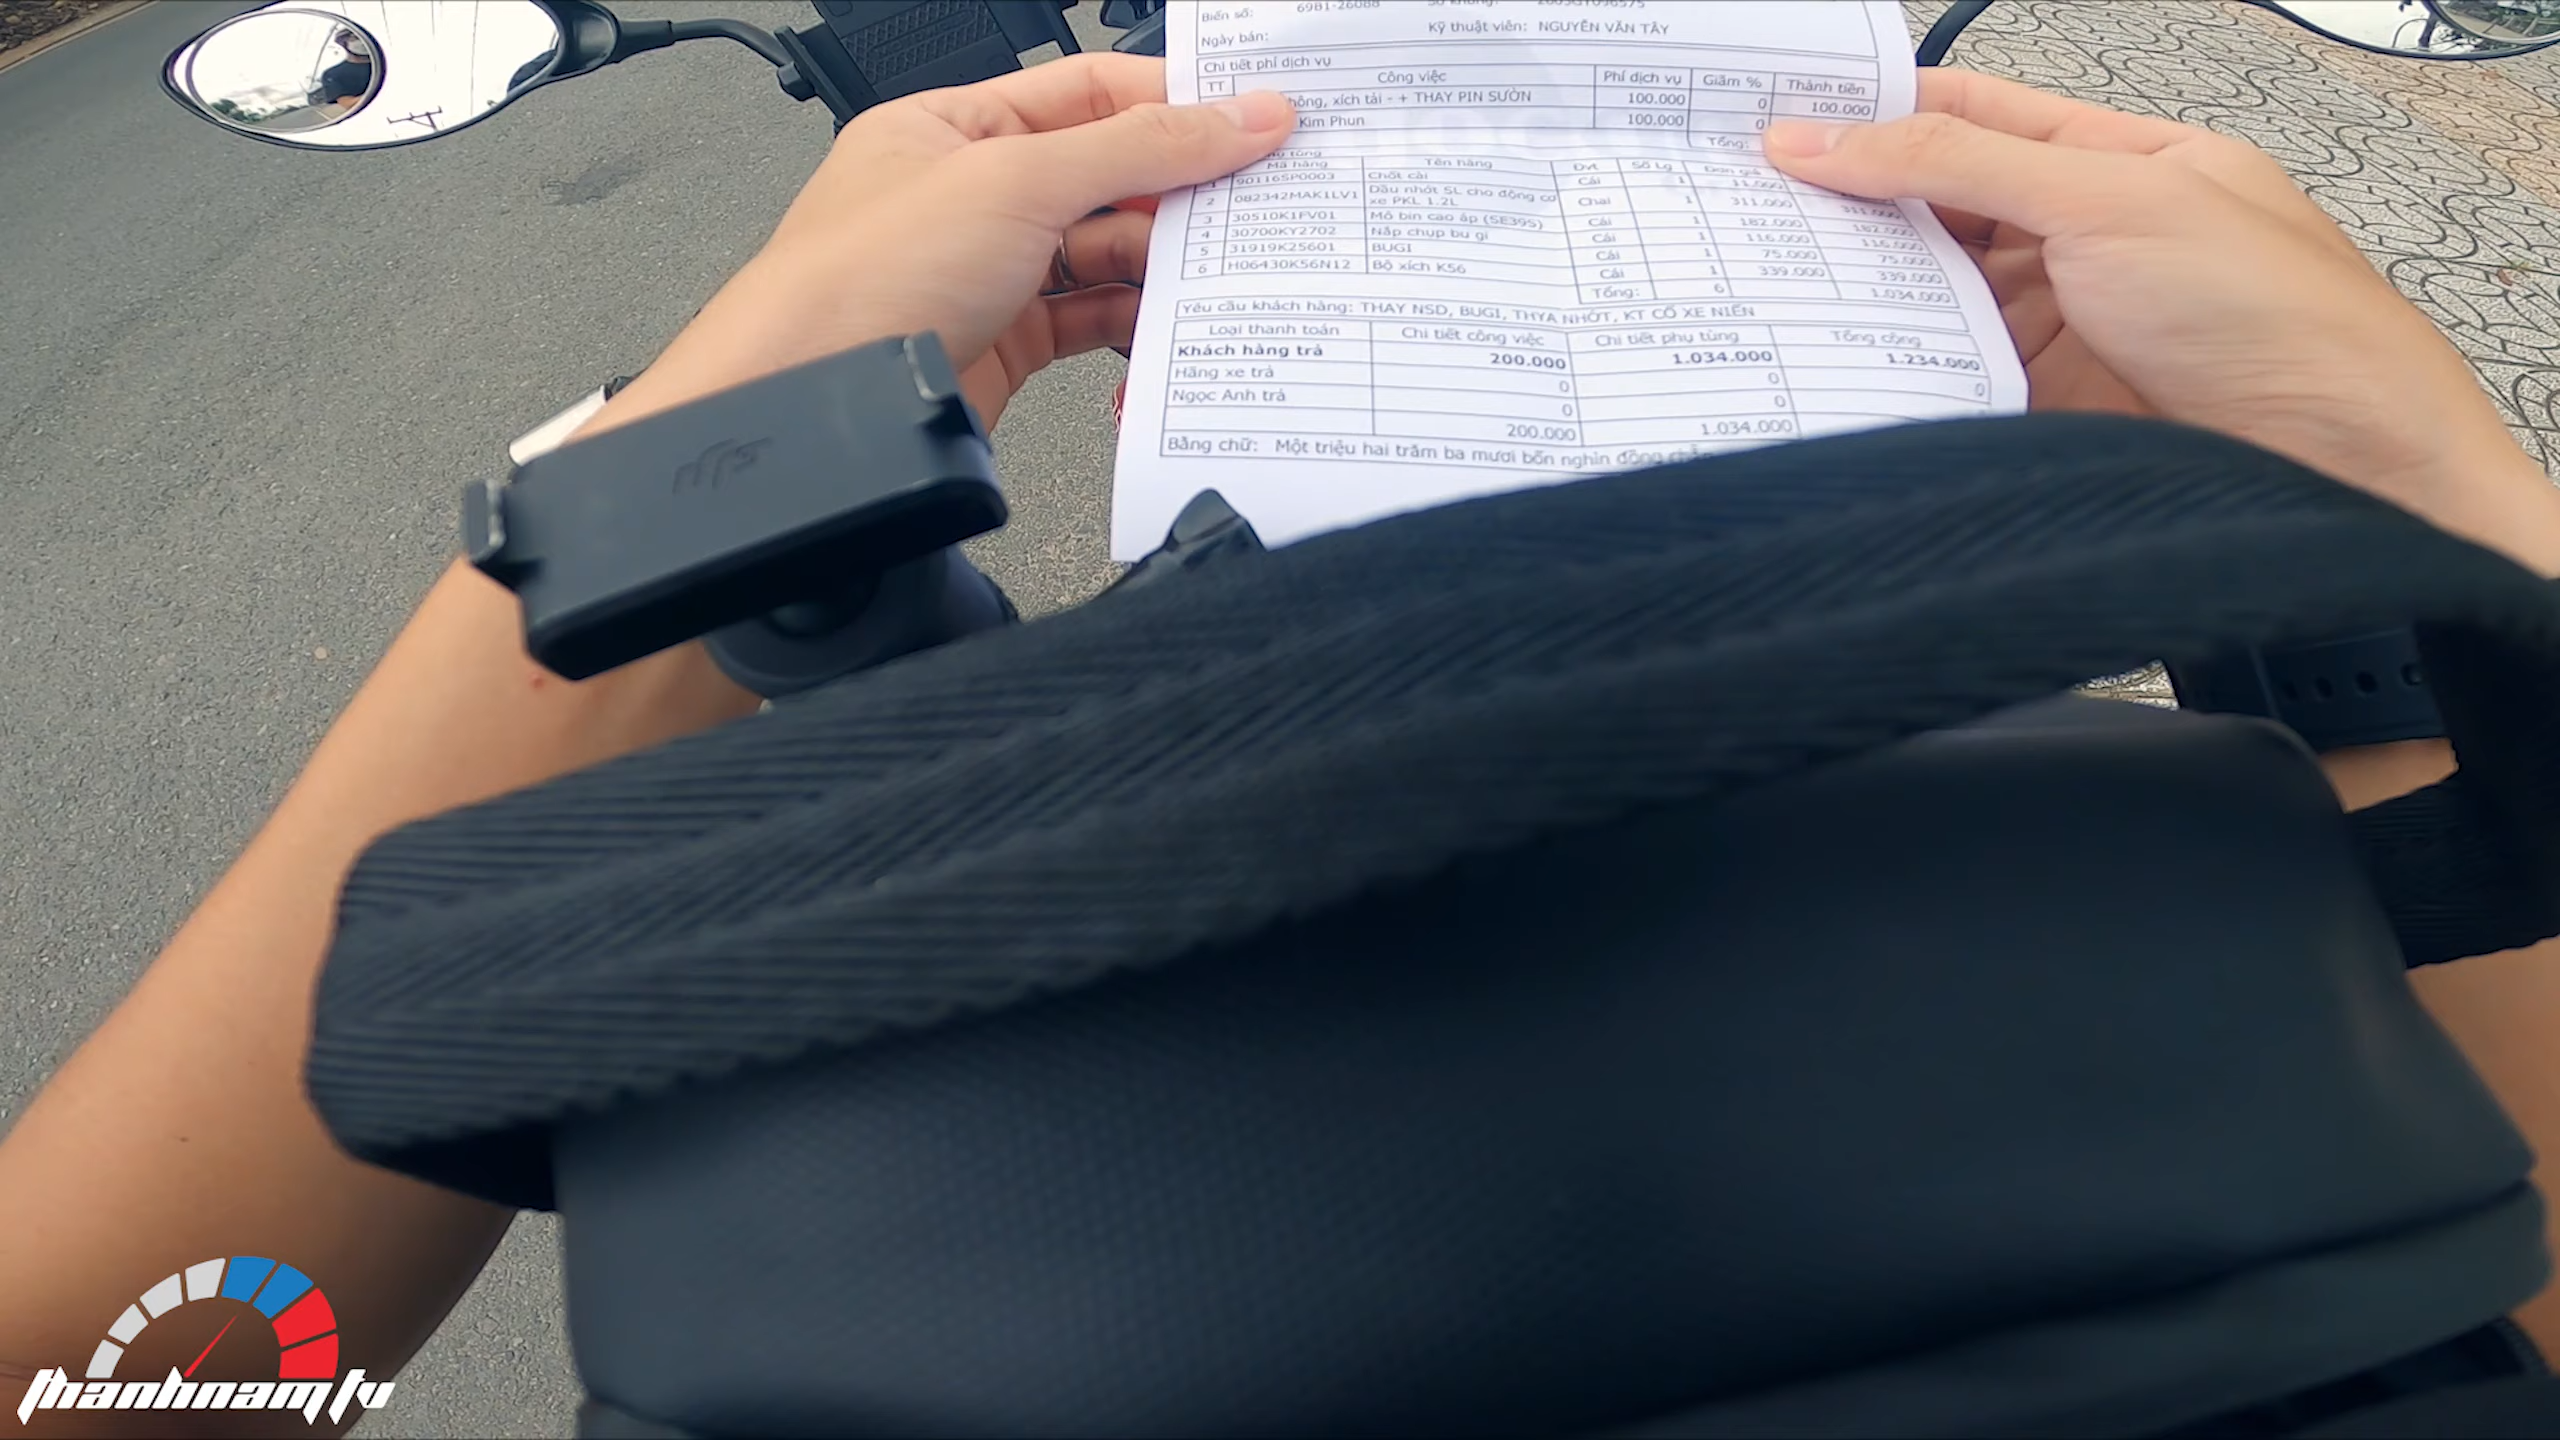 Biển số: 69B1-26088 Số khung:
Kỹ thuật viên: NGUYỄN VĂN TÂY
Ngày bán:
Chi tiết phí dịch vụ
TT Công việc Phí dịch vụ Giảm % Thành tiền
hông, xích tải - + THAY PIN SƯỜN 100.000 0 100.000
Kim Phun 100.000 0
Tổng:
Mã hàng Tên hàng Đvt Số Lg Đơn giá
1 90116SP0003 Chốt cài Cái 1 11.000
2 082342MAK1LV1 Dầu nhớt SL cho động cơ xe PKL 1.2L Chai 1 311.000 311.000
3 30510K1FV01 Mô bin cao áp (SE39S) Cái 1 182.000 182.000
4 30700KY2702 Nắp chụp bu gi Cái 1 116.000 116.000
5 31919K25601 BUGI Cái 1 75.000 75.000
6 H06430K56N12 Bộ xích K56 Cái 1 339.000 339.000
Tổng: 6 1.034.000
Yêu cầu khách hàng: THAY NSD, BUGI, THYA NHỚT, KT CỔ XE NIỀN
Loại thanh toán Chi tiết công việc Chi tiết phụ tùng Tổng cộng
Khách hàng trả 200.000 1.034.000 1.234.000
Hãng xe trả 0 0 0
Ngọc Anh trả 0 0
200.000 1.034.000
Bằng chữ: Một triệu hai trăm ba mươi bốn nghìn đồng chẵn
dji
thanhnamtv